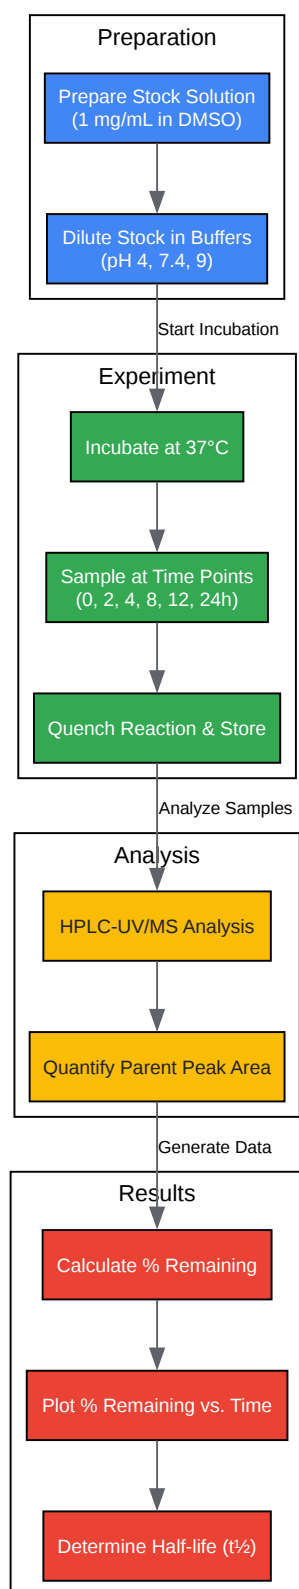 Preparation
Prepare Stock Solution
(1 mg/mL in DMSO)
Dilute Stock in Buffers
(pH 4, 7.4, 9)
Start Incubation
Experiment
Incubate at 37°C
Sample at Time Points
(0, 2, 4, 8, 12, 24h)
Quench Reaction & Store
Analyze Samples
Analysis
HPLC-UV/MS Analysis
Quantify Parent Peak Area
Generate Data
Results
Calculate % Remaining
Plot % Remaining vs. Time
Determine Half-life (t½)